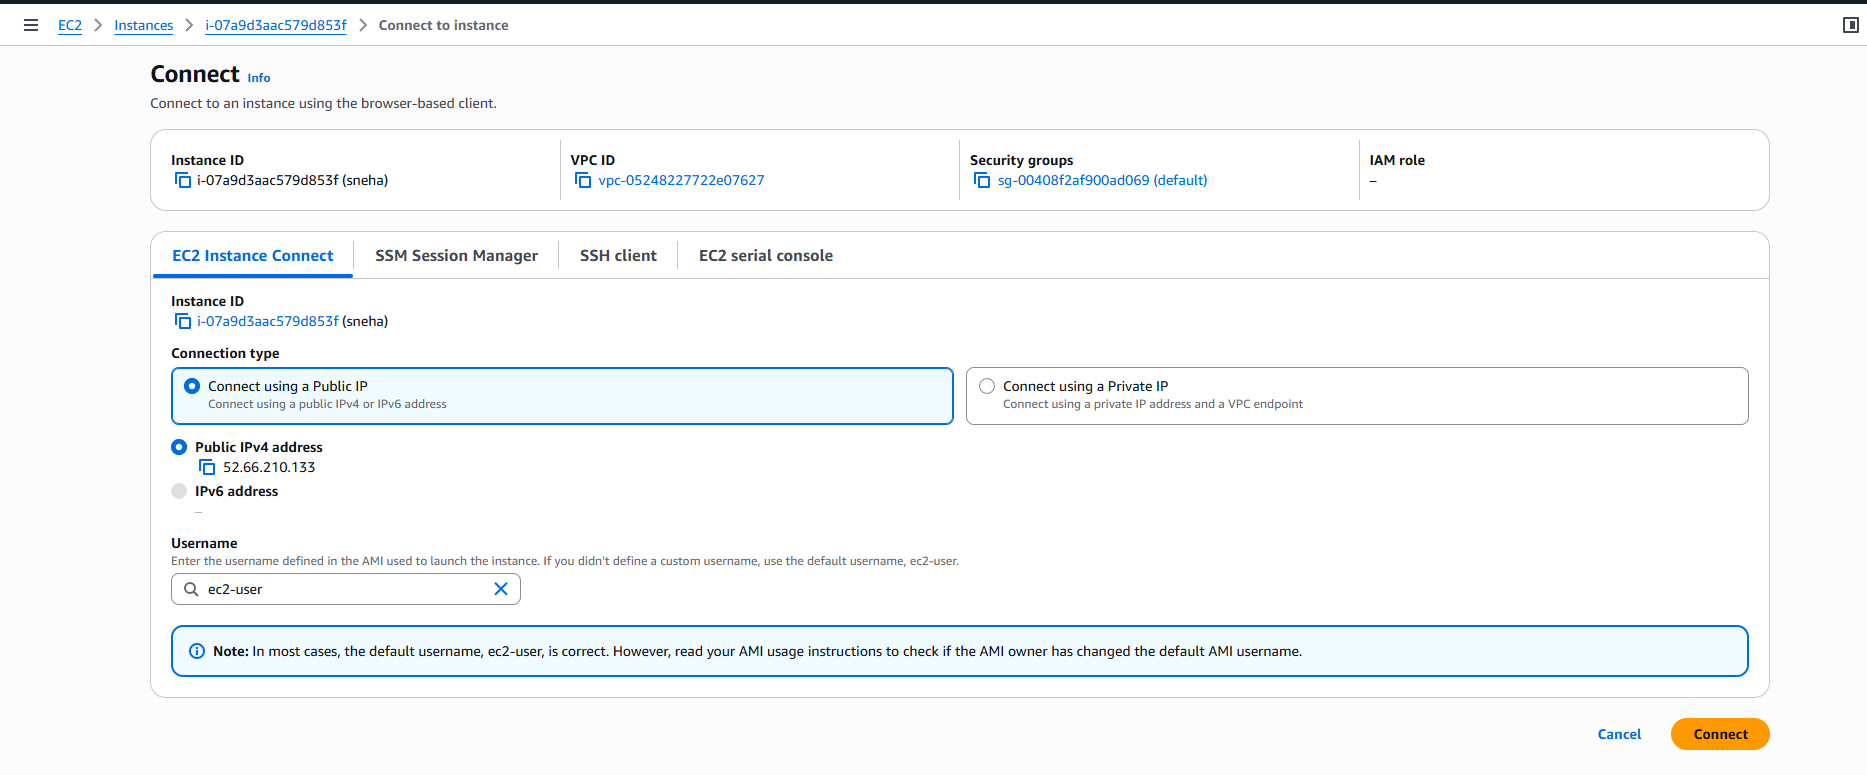 EC2 > Instances > i-07a9d3aac579d853f > Connect to instance
Connect Info
Connect to an instance using the browser-based client.
Instance ID
i-07a9d3aac579d853f (sneha)
VPC ID
vpc-05248227722e07627
Security groups
sg-00408f2af900ad069 (default)
IAM role
–
EC2 Instance Connect
SSM Session Manager
SSH client
EC2 serial console
Instance ID
i-07a9d3aac579d853f (sneha)
Connection type
Connect using a Public IP
Connect using a public IPv4 or IPv6 address
Connect using a Private IP
Connect using a private IP address and a VPC endpoint
Public IPv4 address
52.66.210.133
IPv6 address
–
Username
Enter the username defined in the AMI used to launch the instance. If you didn't define a custom username, use the default username, ec2-user.
ec2-user
Note: In most cases, the default username, ec2-user, is correct. However, read your AMI usage instructions to check if the AMI owner has changed the default AMI username.
Cancel
Connect